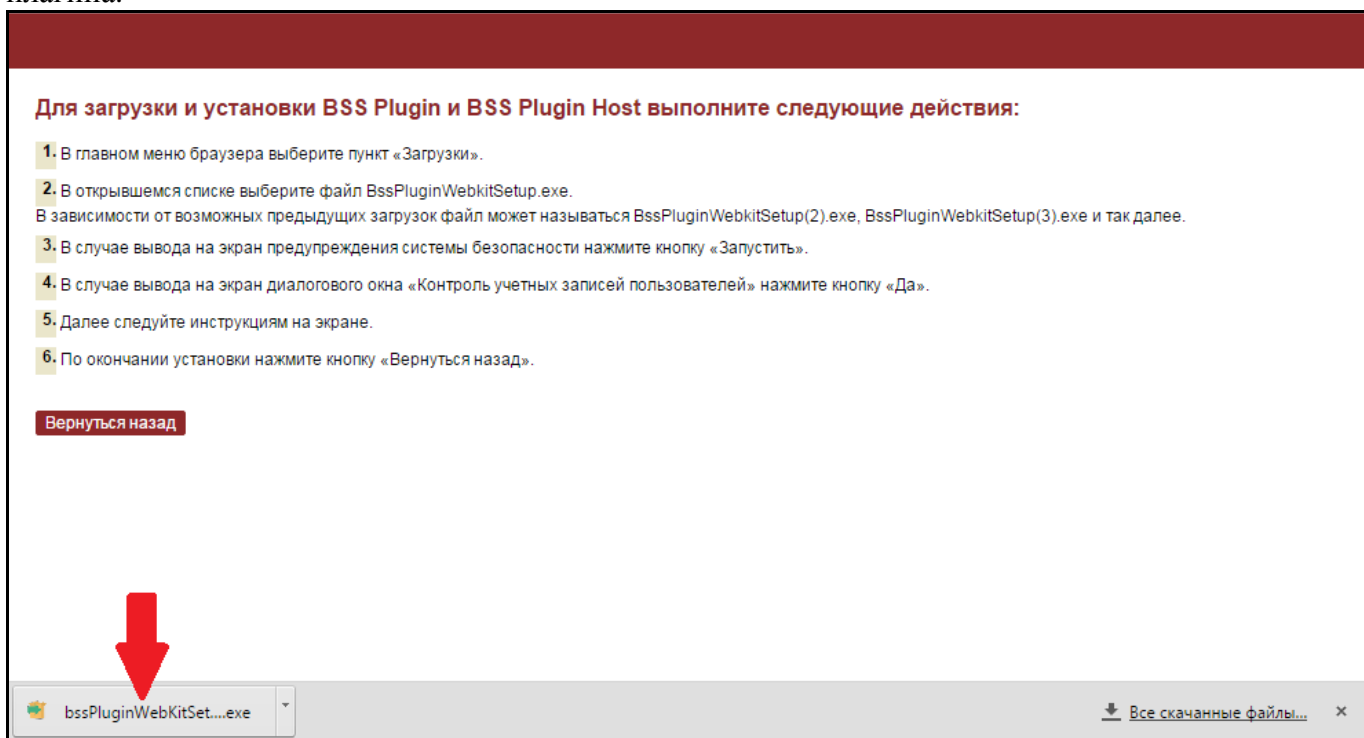 Для загрузки и установки BSS Plugin и BSS Plugin Host выполните следующие действия:
1. В главном меню браузера выберите пункт «Загрузки».
2. В открывшемся списке выберите файл BssPluginWebkitSetup.exe.
В зависимости от возможных предыдущих загрузок файл может называться BssPluginWebkitSetup(2).exe, BssPluginWebkitSetup(3).exe и так далее.
3. В случае вывода на экран предупреждения системы безопасности нажмите кнопку «Запустить».
4. В случае вывода на экран диалогового окна «Контроль учетных записей пользователей» нажмите кнопку «Да».
5. Далее следуйте инструкциям на экране.
6. По окончании установки нажмите кнопку «Вернуться назад».
Вернуться назад
bssPluginWebKitSet....exe
Все скачанные файлы...